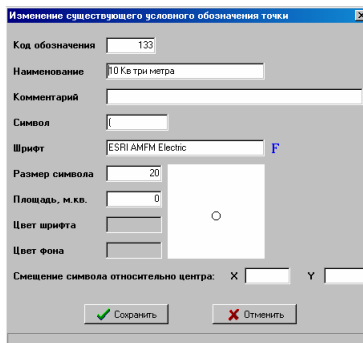 Изменение существующего условного обозначения точки
Код обозначения 133
Наименование 10 Кв три метра
Комментарий
Символ (
Шрифт ESRI AMFM Electric F
Размер символа 20
Площадь, м.кв. 0
Цвет шрифта
Цвет фона
Смещение символа относительно центра: X Y
Сохранить Отменить